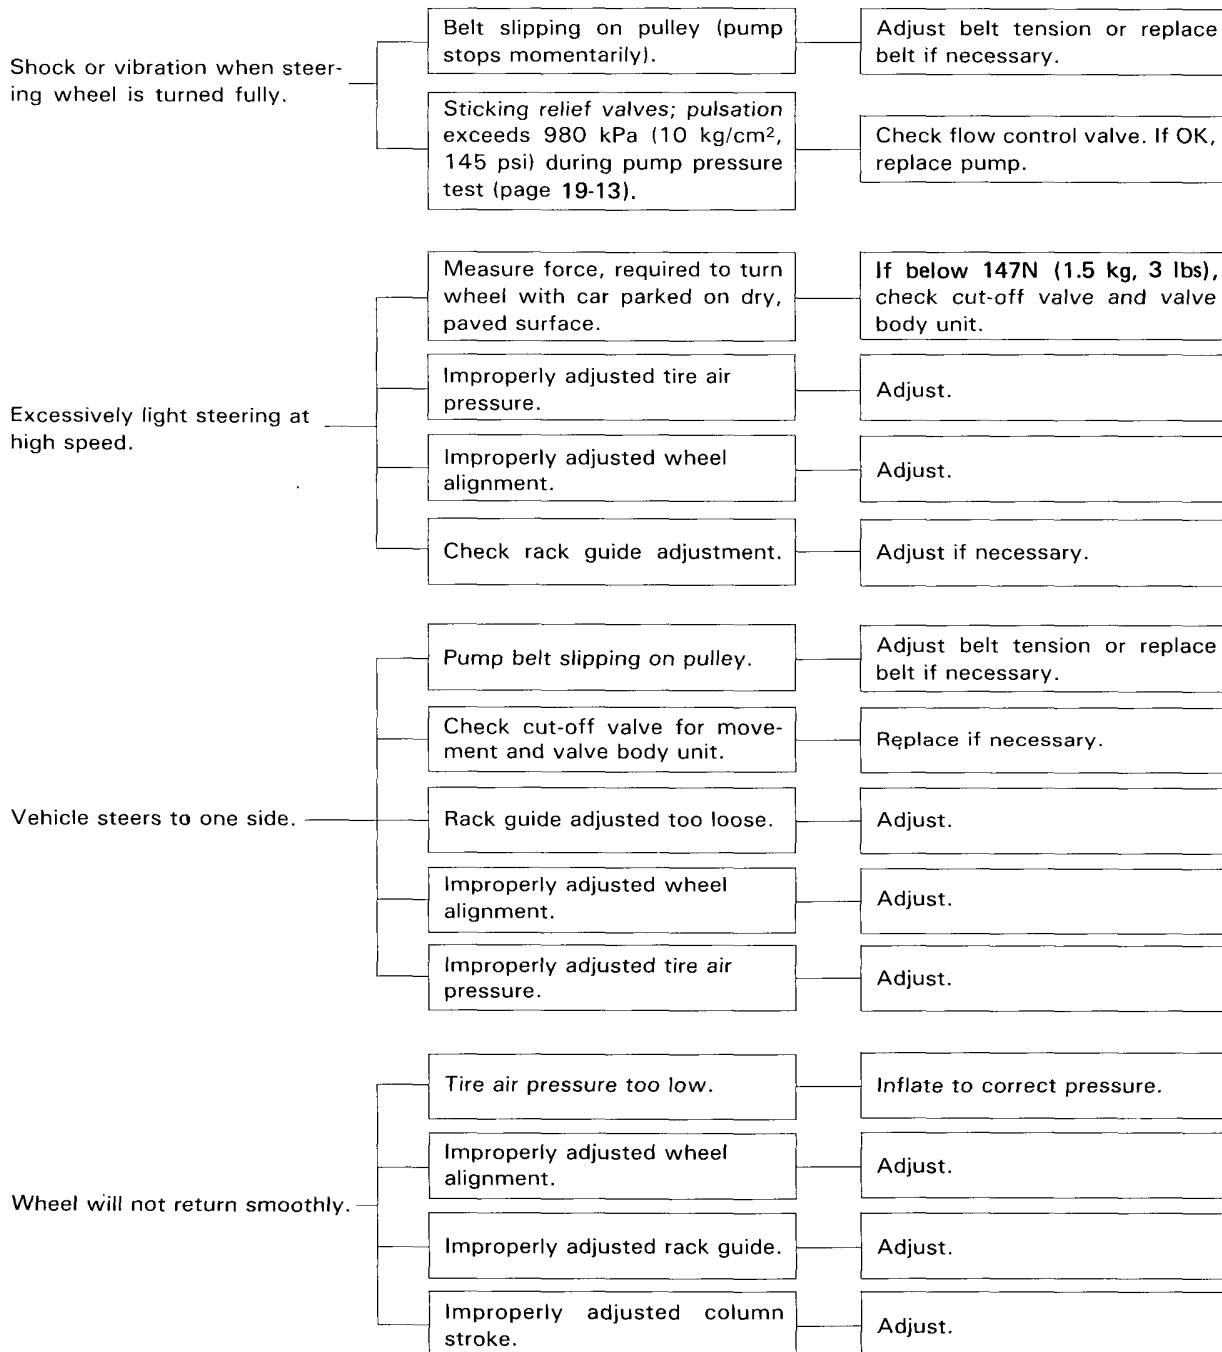 Shock or vibration when steer-
ing wheel is turned fully.
Belt slipping on pulley (pump
stops momentarily).
Adjust belt tension or replace
belt if necessary.
Sticking relief valves; pulsation
exceeds 980 kPa (10 kg/cm²,
145 psi) during pump pressure
test (page 19-13).
Check flow control valve. If OK,
replace pump.
Excessively light steering at
high speed.
Measure force, required to turn
wheel with car parked on dry,
paved surface.
If below 147N (1.5 kg, 3 lbs),
check cut-off valve and valve
body unit.
Improperly adjusted tire air
pressure.
Adjust.
Improperly adjusted wheel
alignment.
Adjust.
Check rack guide adjustment.
Adjust if necessary.
Vehicle steers to one side.
Pump belt slipping on pulley.
Adjust belt tension or replace
belt if necessary.
Check cut-off valve for move-
ment and valve body unit.
Replace if necessary.
Rack guide adjusted too loose.
Adjust.
Improperly adjusted wheel
alignment.
Adjust.
Improperly adjusted tire air
pressure.
Adjust.
Wheel will not return smoothly.
Tire air pressure too low.
Inflate to correct pressure.
Improperly adjusted wheel
alignment.
Adjust.
Improperly adjusted rack guide.
Adjust.
Improperly adjusted column
stroke.
Adjust.